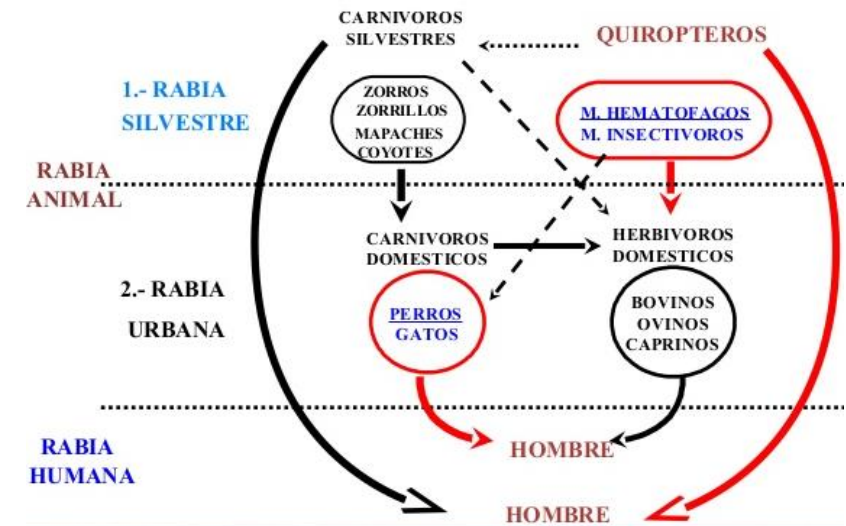 CARNIVOROS
SILVESTRES
QUIROPTEROS
1.- RABIA
SILVESTRE
ZORROS
ZORRILLOS
MAPACHES
COYOTES
M. HEMATOFAGOS
M. INSECTIVOROS
RABIA
ANIMAL
CARNIVOROS
DOMESTICOS
HERBIVOROS
DOMESTICOS
2.- RABIA
URBANA
PERROS
GATOS
BOVINOS
OVINOS
CAPRINOS
RABIA
HUMANA
HOMBRE
HOMBRE